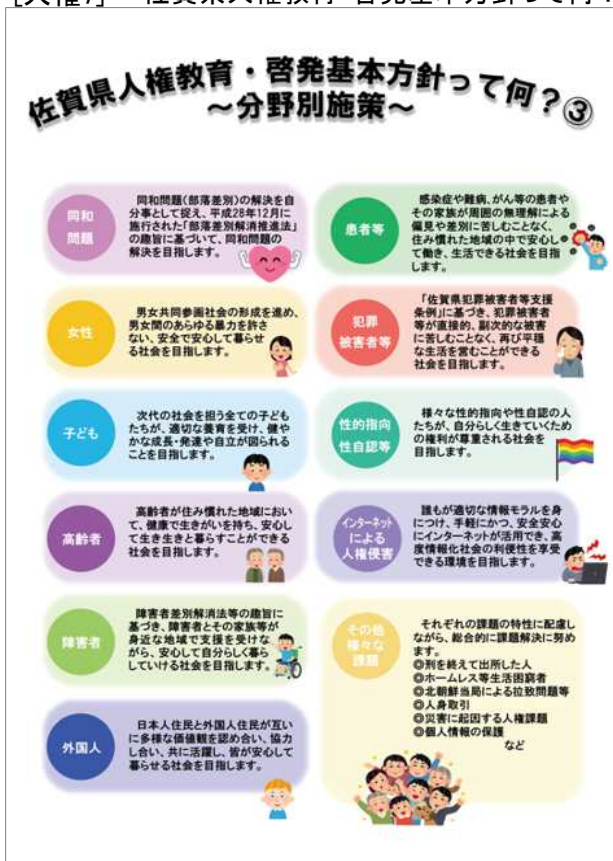 [人権7] 佐賀県人権教育・啓発基本方針って何？
佐賀県人権教育・啓発基本方針って何？③
～分野別施策～
同和
問題
同和問題（部落差別）の解決を自
分事として捉え、平成28年12月に
施行された「部落差別解消推進法」
の趣旨に基づいて、同和問題の
解決を目指します。
女性
男女共同参画社会の形成を進め、
男女間のあらゆる暴力を許さ
ない、安全で安心して暮らせ
る社会を目指します。
子ども
次代の社会を担う全ての子ども
たちが、適切な養育を受け、健や
かな成長・発達や自立が図られる
ことを目指します。
高齢者
高齢者が住み慣れた地域におい
て、健康で生きがいを持ち、安心し
て生き生きと暮らすことができる
社会を目指します。
障害者
障害者差別解消法等の趣旨に
基づき、障害者とその家族等が
身近な地域で支援を受けな
がら、安心して自分らしく暮ら
していける社会を目指します。
外国人
日本人住民と外国人住民が互い
に多様な価値観を認め合い、協力
し合い、共に活躍し、皆が安心して
暮らせる社会を目指します。
患者等
感染症や難病、がん等の患者や
その家族が周囲の無理解による
偏見や差別に苦しむことなく、
住み慣れた地域の中で安心し
て働き、生活できる社会を目指
します。
犯罪
被害者等
「佐賀県犯罪被害者等支援
条例」に基づき、犯罪被害者
等が直接的、副次的な被害
に苦しむことなく、再び平穏
な生活を営むことができる
社会を目指します。
性的指向
性自認等
様々な性的指向や性自認の人
たちが、自分らしく生きていくため
の権利が尊重される社会を
目指します。
インターネット
による
人権侵害
誰もが適切な情報モラルを身
につけ、手軽にかつ、安全安心
にインターネットが活用でき、高
度情報化社会の利便性を享受
できる環境を目指します。
その他
様々な
課題
それぞれの課題の特性に配慮し
ながら、総合的に課題解決に努め
ます。
◎刑を終えて出所した人
◎ホームレス等生活困窮者
◎北朝鮮当局による拉致問題等
◎人身取引
◎災害に起因する人権課題
◎個人情報の保護
など